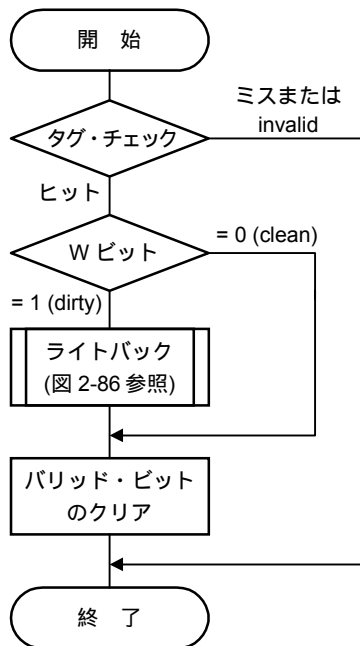 開 始
タグ・チェック
ミスまたは
invalid
ヒット
W ビット
= 0 (clean)
= 1 (dirty)
ライトバック
(図 2-86 参照)
バリッド・ビット
のクリア
終 了